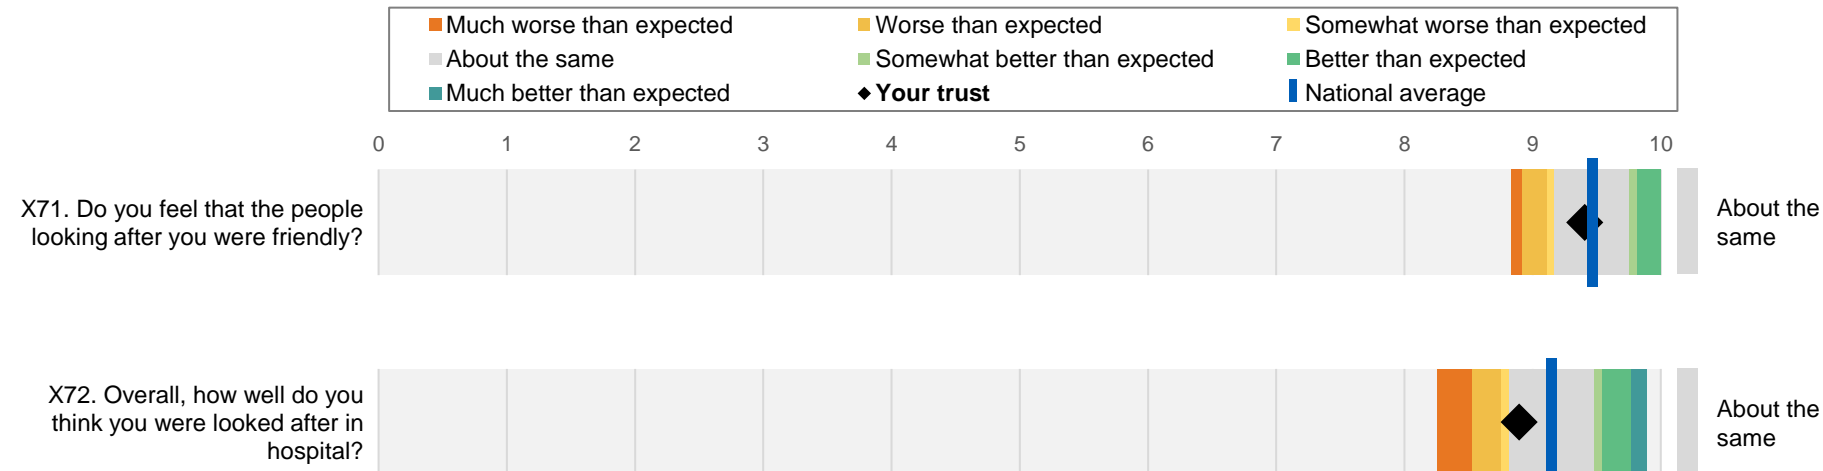 Much worse than expected
Worse than expected
Somewhat worse than expected
About the same
Somewhat better than expected
Better than expected
Much better than expected
Your trust
National average
0 1 2 3 4 5 6 7 8 9 10
X71. Do you feel that the people
looking after you were friendly?
About the
same
X72. Overall, how well do you
think you were looked after in
hospital?
About the
same